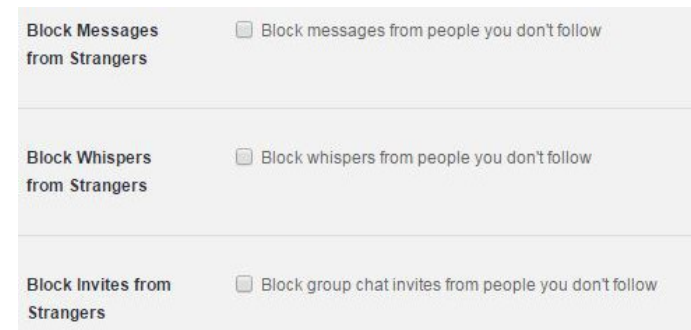 Block Messages Block messages from people you don't follow
from Strangers
Block Whispers Block whispers from people you don't follow
from Strangers
Block Invites from Block group chat invites from people you don't follow
Strangers